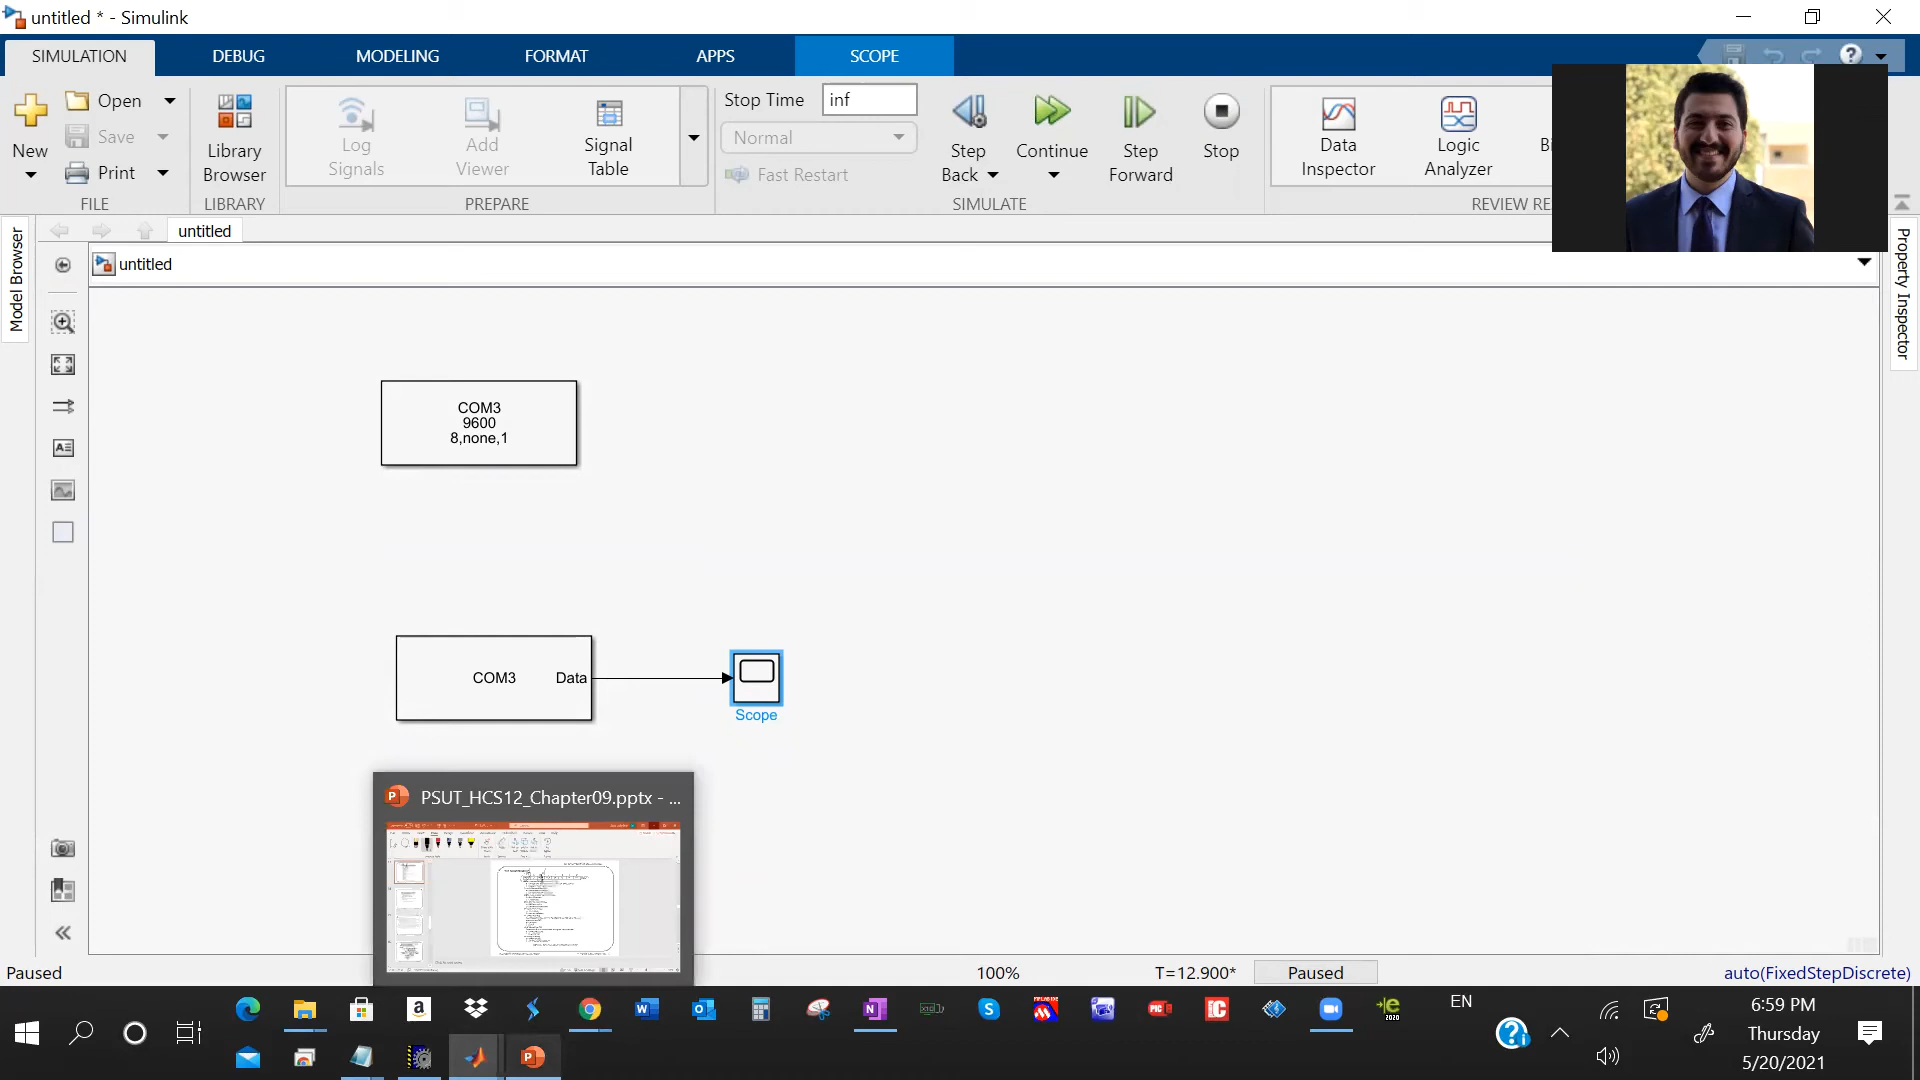 untitled * - Simulink
SIMULATION
DEBUG
MODELING
FORMAT
APPS
SCOPE
New
Open
Save
Print
FILE
Library
Browser
LIBRARY
Log
Signals
Add
Viewer
Signal
Table
PREPARE
Stop Time
inf
Normal
Fast Restart
Step
Back
Continue
Step
Forward
Stop
SIMULATE
Data
Inspector
Logic
Analyzer
Bi
REVIEW RE
untitled
untitled
Model Browser
Property Inspector
COM3
9600
8,none,1
COM3
Data
Scope
PSUT_HCS12_Chapter09.pptx - ...
Paused
100%
T=12.900*
Paused
auto(FixedStepDiscrete)
EN
6:59 PM
Thursday
5/20/2021